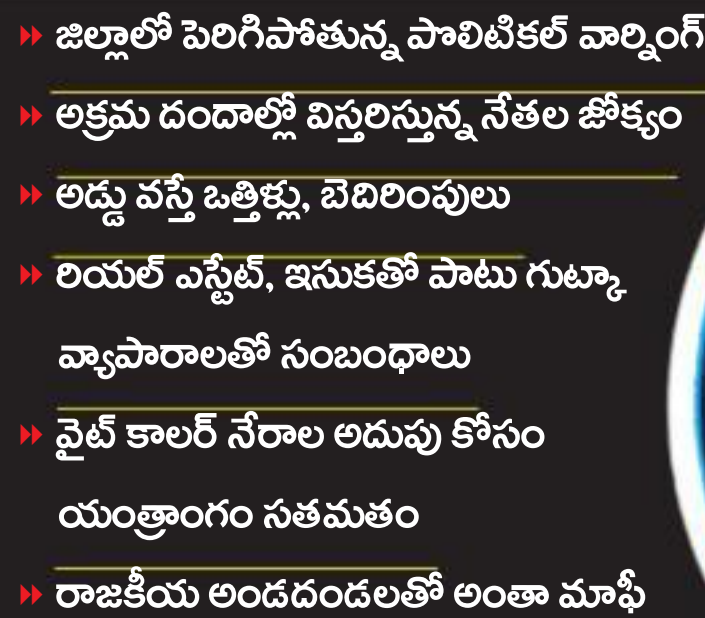 జిల్లాలో పెరిగిపోతున్న పొలిటికల్ వార్నింగ్
అక్రమ దందాల్లో విస్తరిస్తున్న నేతల జోక్యం
అడ్డు వస్తే ఒత్తిళ్లు, బెదిరింపులు
రియల్ ఎస్టేట్, ఇసుకతో పాటు గుట్కా
వ్యాపారాలతో సంబంధాలు
వైట్ కాలర్ నేరాల అదుపు కోసం
యంత్రాంగం సతమతం
రాజకీయ అండదండలతో అంతా మాఫీ